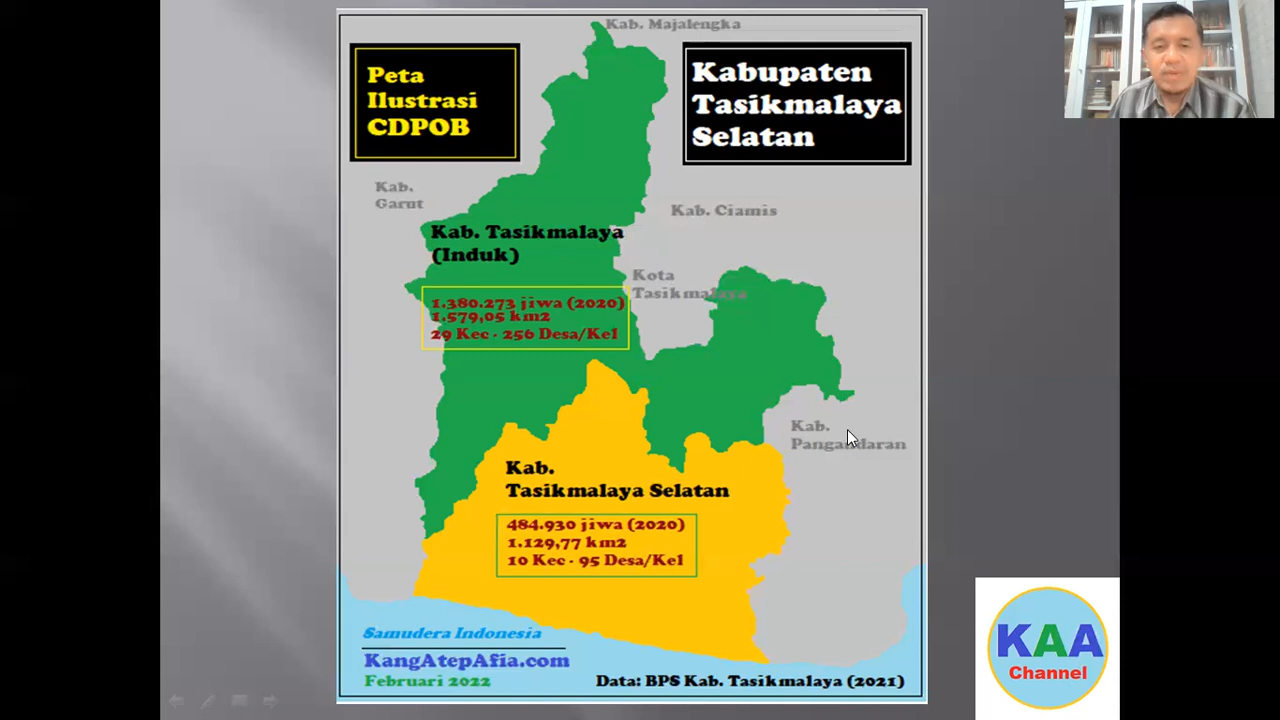 Kab. Majalengka
Peta
Ilustrasi
CDPOB
Kabupaten
Tasikmalaya
Selatan
Kab.
Garut
Kab. Ciamis
Kab. Tasikmalaya
(Induk)
Kota
Tasikmalaya
1.380.273 jiwa (2020)
1.579,05 km2
29 Kec - 256 Desa/Kel
Kab.
Pangandaran
Kab.
Tasikmalaya Selatan
484.930 jiwa (2020)
1.129,77 km2
10 Kec - 95 Desa/Kel
Samudera Indonesia
KangAtepAfia.com
Februari 2022
Data: BPS Kab. Tasikmalaya (2021)
KAA
Channel